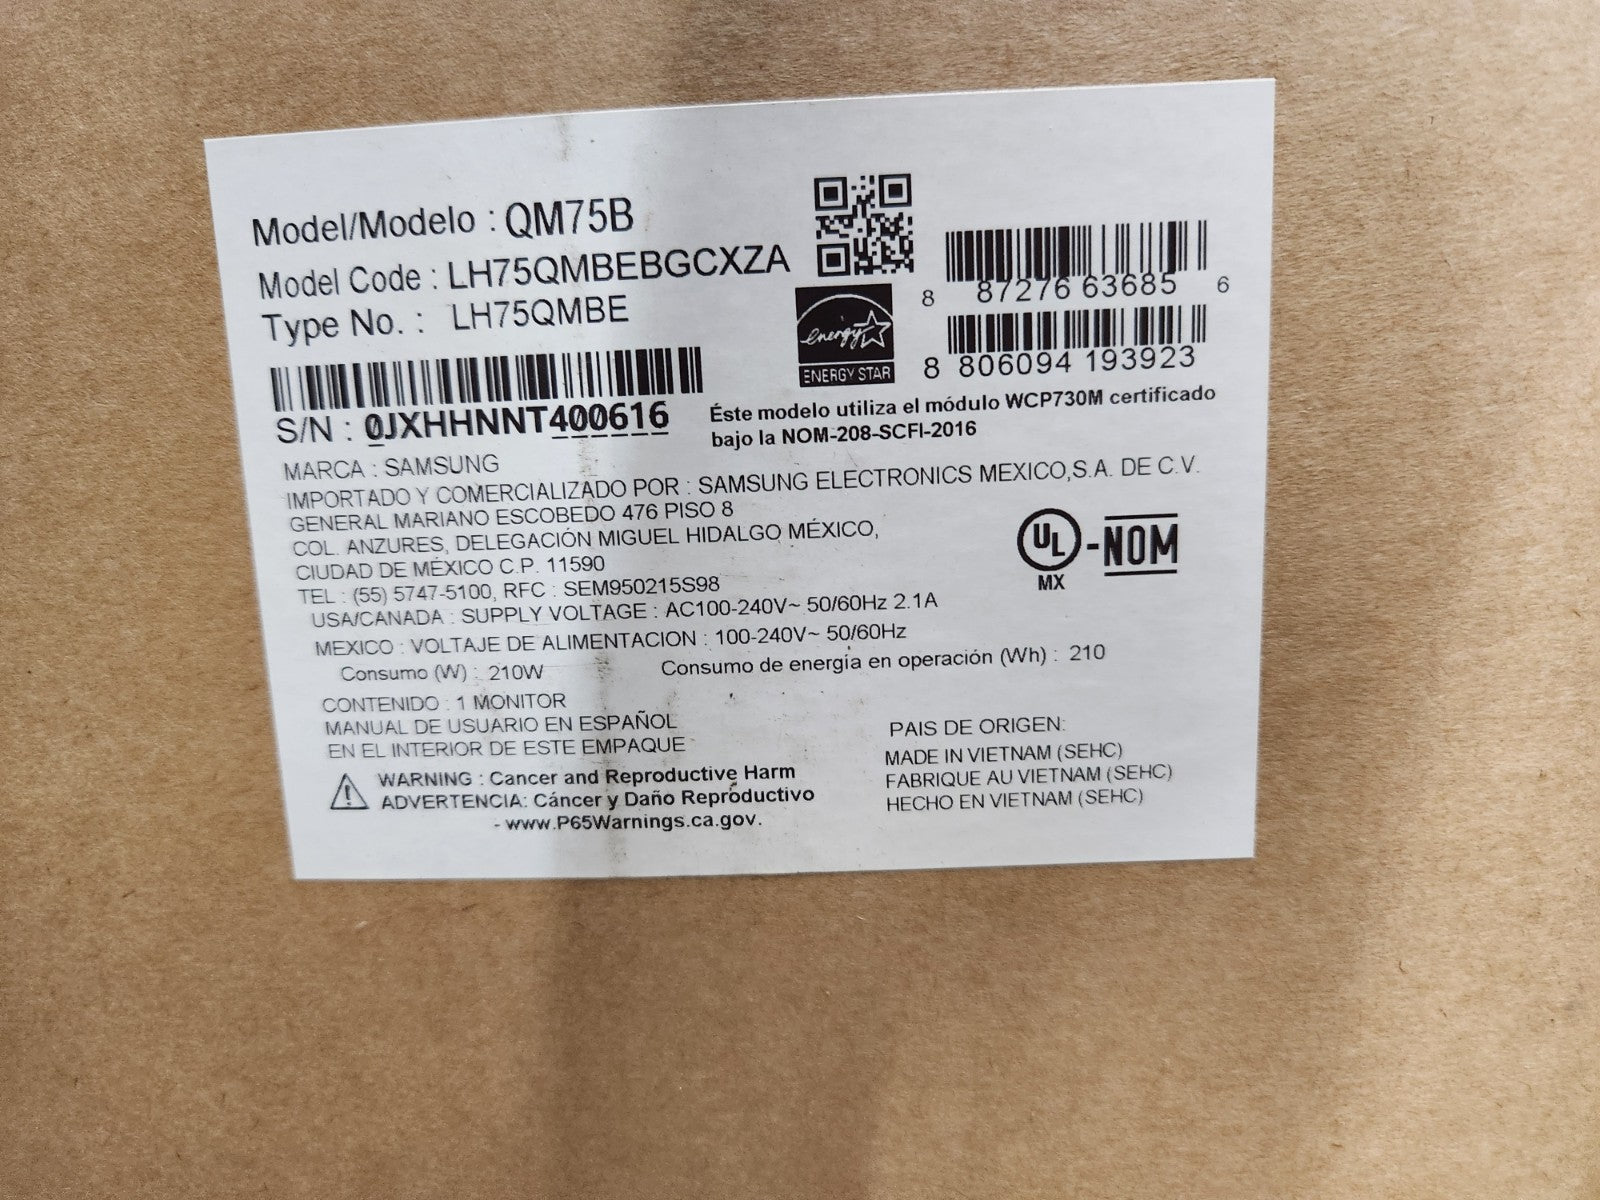 Model/Modelo : QM75B
Model Code : LH75QMBEBGCXZA
Type No. : LH75QMBE
8 87276 63685 6
energy
ENERGY STAR
8 806094 193923
S/N : 0JXHHNNT400616
Éste modelo utiliza el módulo WCP730M certificado
bajo la NOM-208-SCFI-2016
MARCA : SAMSUNG
IMPORTADO Y COMERCIALIZADO POR : SAMSUNG ELECTRONICS MEXICO,S.A. DE C.V.
GENERAL MARIANO ESCOBEDO 476 PISO 8
COL. ANZURES, DELEGACIÓN MIGUEL HIDALGO MÉXICO,
CIUDAD DE MÉXICO C.P. 11590
TEL : (55) 5747-5100, RFC : SEM950215S98
UL -NOM
MX
USA/CANADA : SUPPLY VOLTAGE : AC100-240V~ 50/60Hz 2.1A
MEXICO : VOLTAJE DE ALIMENTACION : 100-240V~ 50/60Hz
Consumo (W) : 210W Consumo de energía en operación (Wh) : 210
CONTENIDO : 1 MONITOR
MANUAL DE USUARIO EN ESPAÑOL
EN EL INTERIOR DE ESTE EMPAQUE
WARNING : Cancer and Reproductive Harm
ADVERTENCIA: Cáncer y Daño Reproductivo
- www.P65Warnings.ca.gov.
PAIS DE ORIGEN:
MADE IN VIETNAM (SEHC)
FABRIQUE AU VIETNAM (SEHC)
HECHO EN VIETNAM (SEHC)